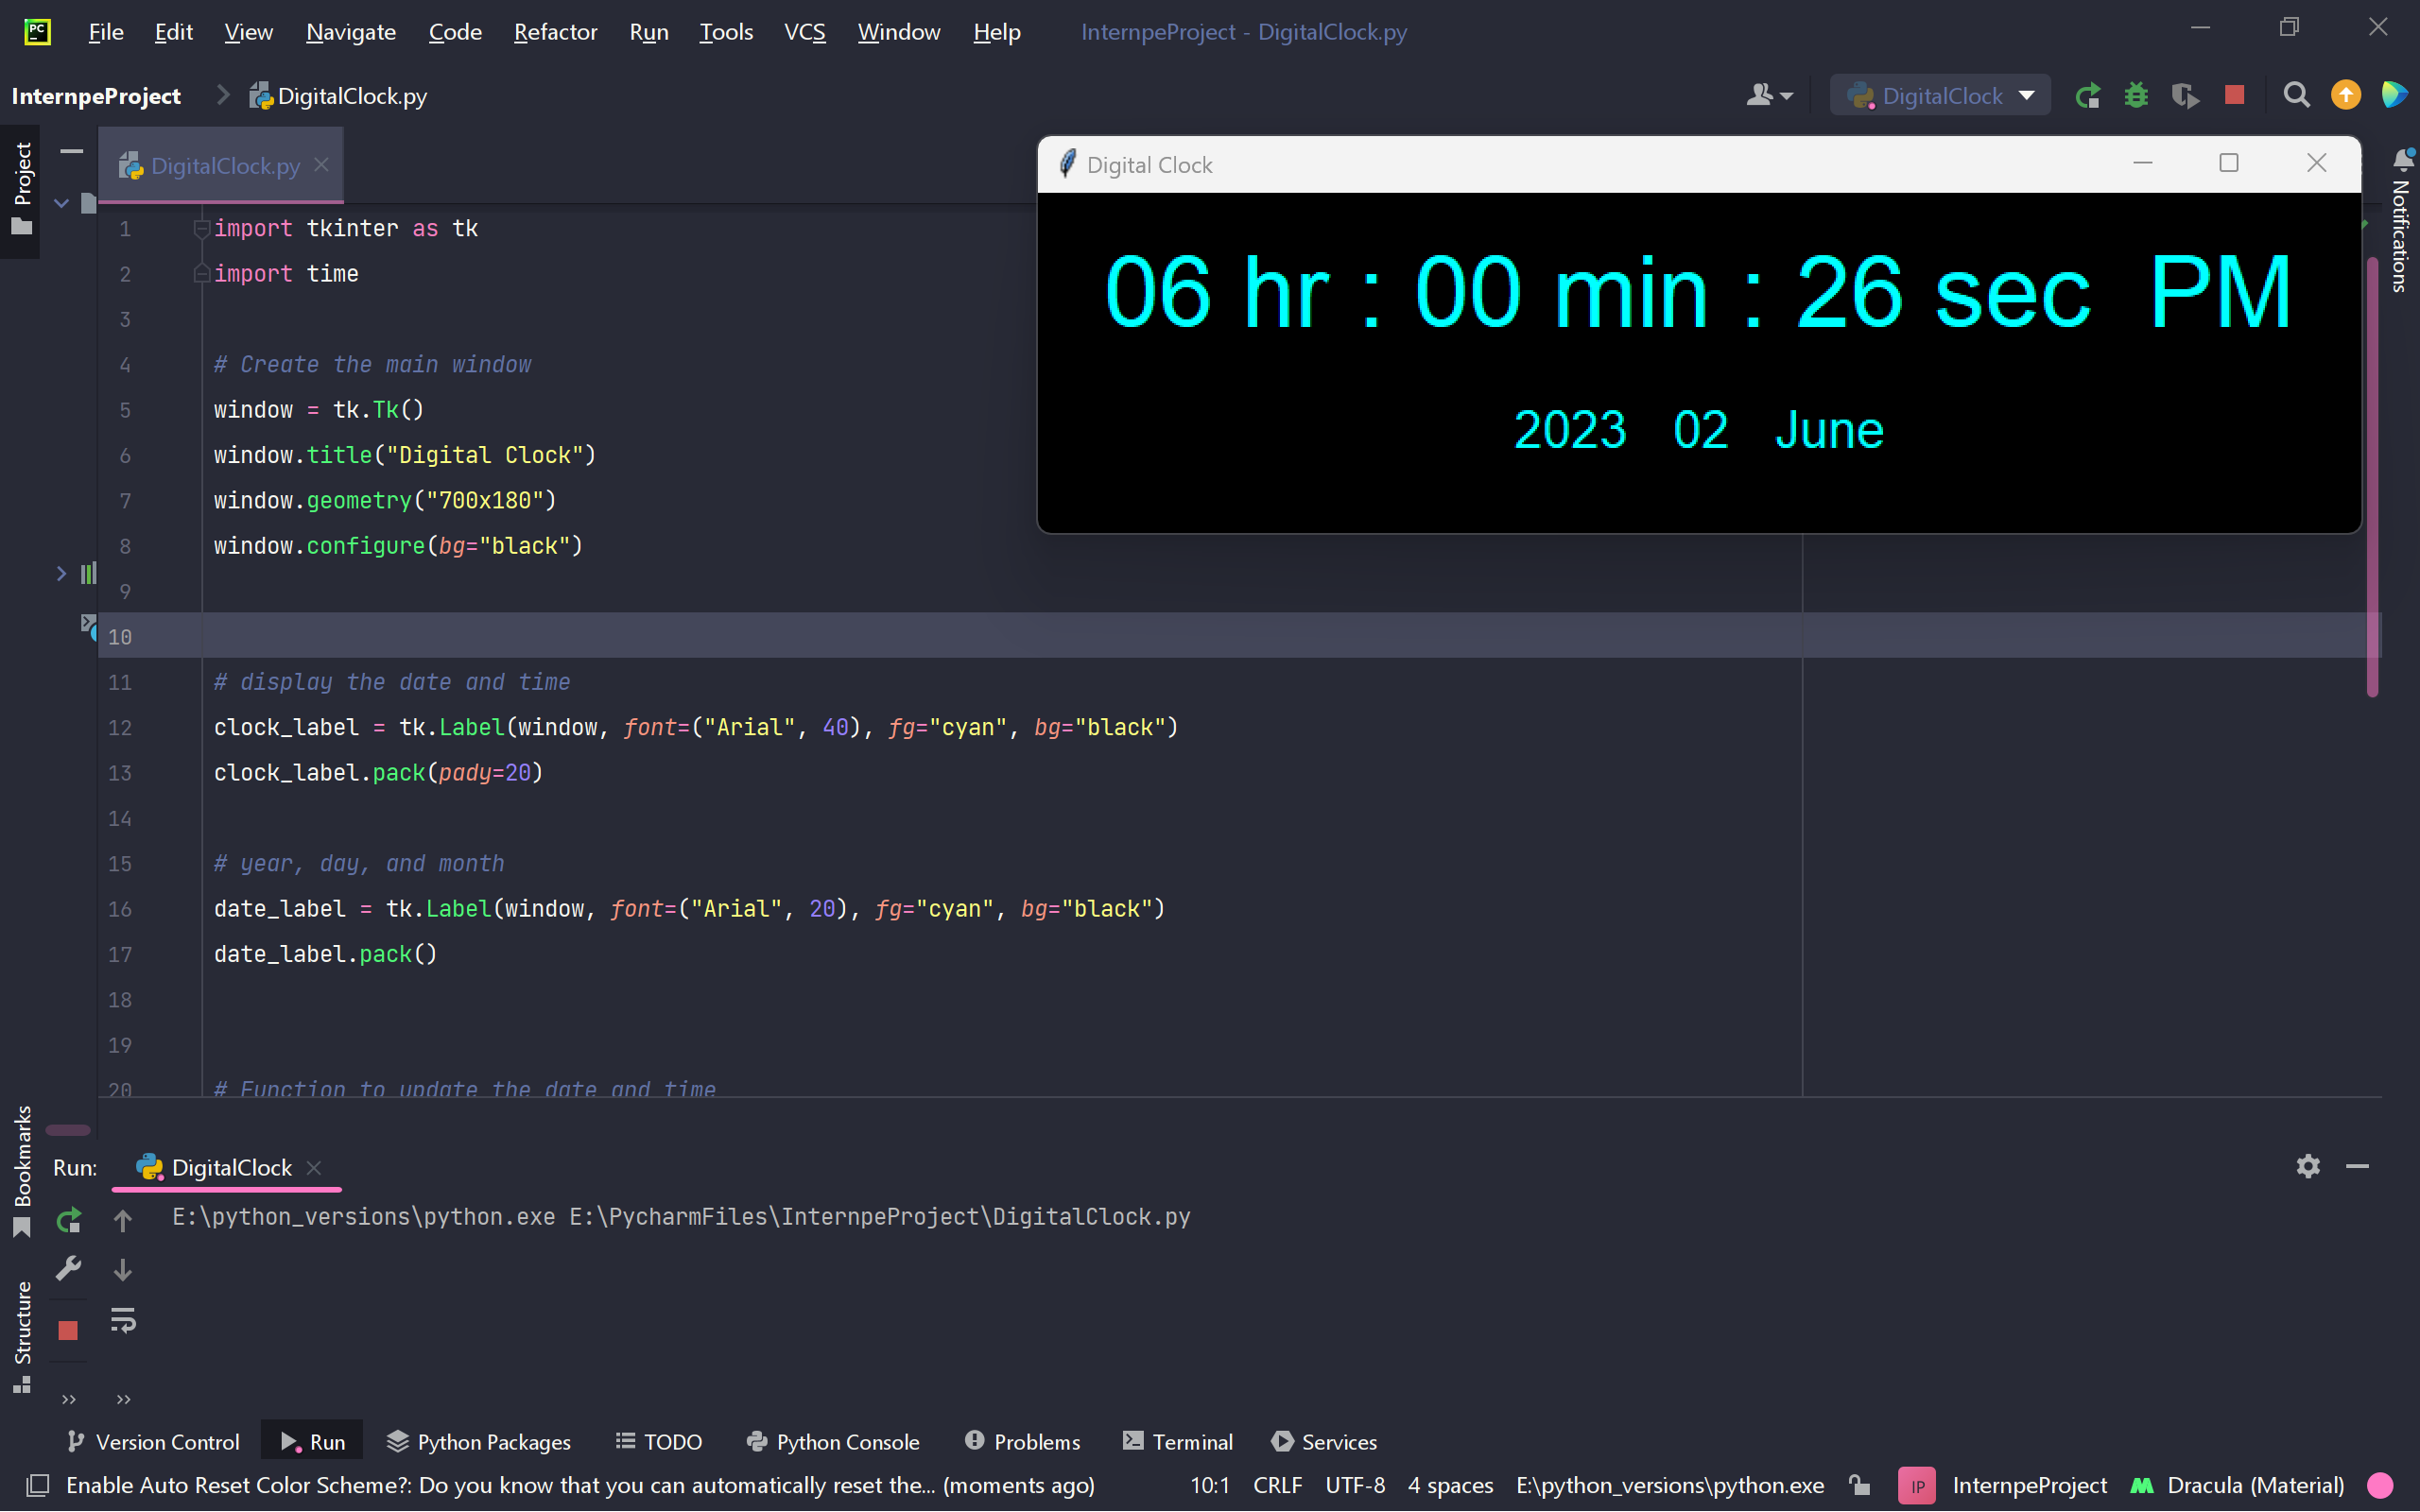 PC
File Edit View Navigate Code Refactor Run Tools VCS Window Help InternpeProject - DigitalClock.py
InternpeProject DigitalClock.py
DigitalClock
Project
DigitalClock.py
Notifications
Digital Clock
06 hr : 00 min : 26 sec PM
2023 02 June
1 import tkinter as tk
2 import time
3
4 # Create the main window
5 window = tk.Tk()
6 window.title("Digital Clock")
7 window.geometry("700x180")
8 window.configure(bg="black")
9
10
11 # display the date and time
12 clock_label = tk.Label(window, font=("Arial", 40), fg="cyan", bg="black")
13 clock_label.pack(pady=20)
14
15 # year, day, and month
16 date_label = tk.Label(window, font=("Arial", 20), fg="cyan", bg="black")
17 date_label.pack()
18
19
20 # Function to update the date and time
Bookmarks
Structure
Run: DigitalClock
E:\python_versions\python.exe E:\PycharmFiles\InternpeProject\DigitalClock.py
Version Control Run Python Packages TODO Python Console Problems Terminal Services
Enable Auto Reset Color Scheme?: Do you know that you can automatically reset the... (moments ago) 10:1 CRLF UTF-8 4 spaces E:\python_versions\python.exe IP InternpeProject Dracula (Material)